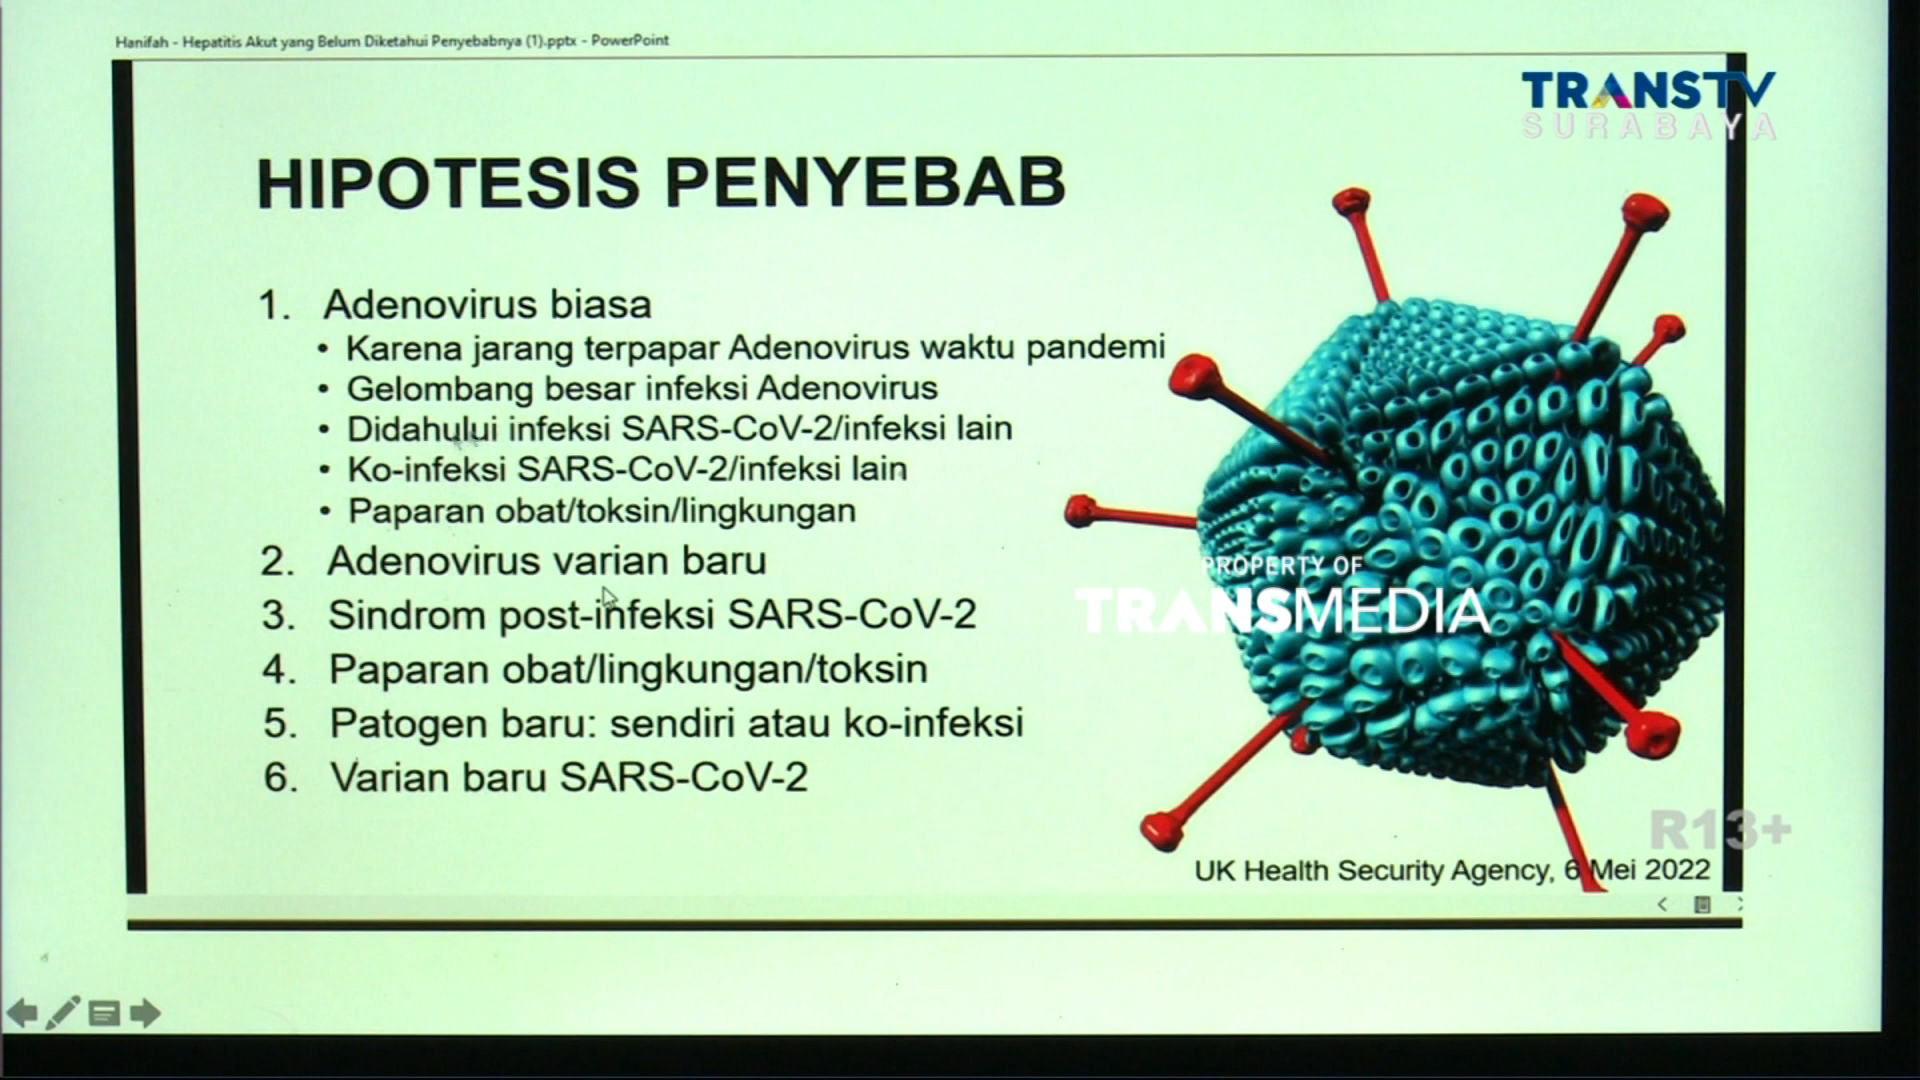 Hanifah - Hepatitis Akut yang Belum Diketahui Penyebabnya (1).pptx - PowerPoint
TRANSTV
SURABAYA
HIPOTESIS PENYEBAB
1. Adenovirus biasa
• Karena jarang terpapar Adenovirus waktu pandemi
• Gelombang besar infeksi Adenovirus
• Didahului infeksi SARS-CoV-2/infeksi lain
• Ko-infeksi SARS-CoV-2/infeksi lain
• Paparan obat/toksin/lingkungan
2. Adenovirus varian baru
3. Sindrom post-infeksi SARS-CoV-2
4. Paparan obat/lingkungan/toksin
5. Patogen baru: sendiri atau ko-infeksi
6. Varian baru SARS-CoV-2
PROPERTY OF
TRANSMEDIA
R13+
UK Health Security Agency, 6 Mei 2022